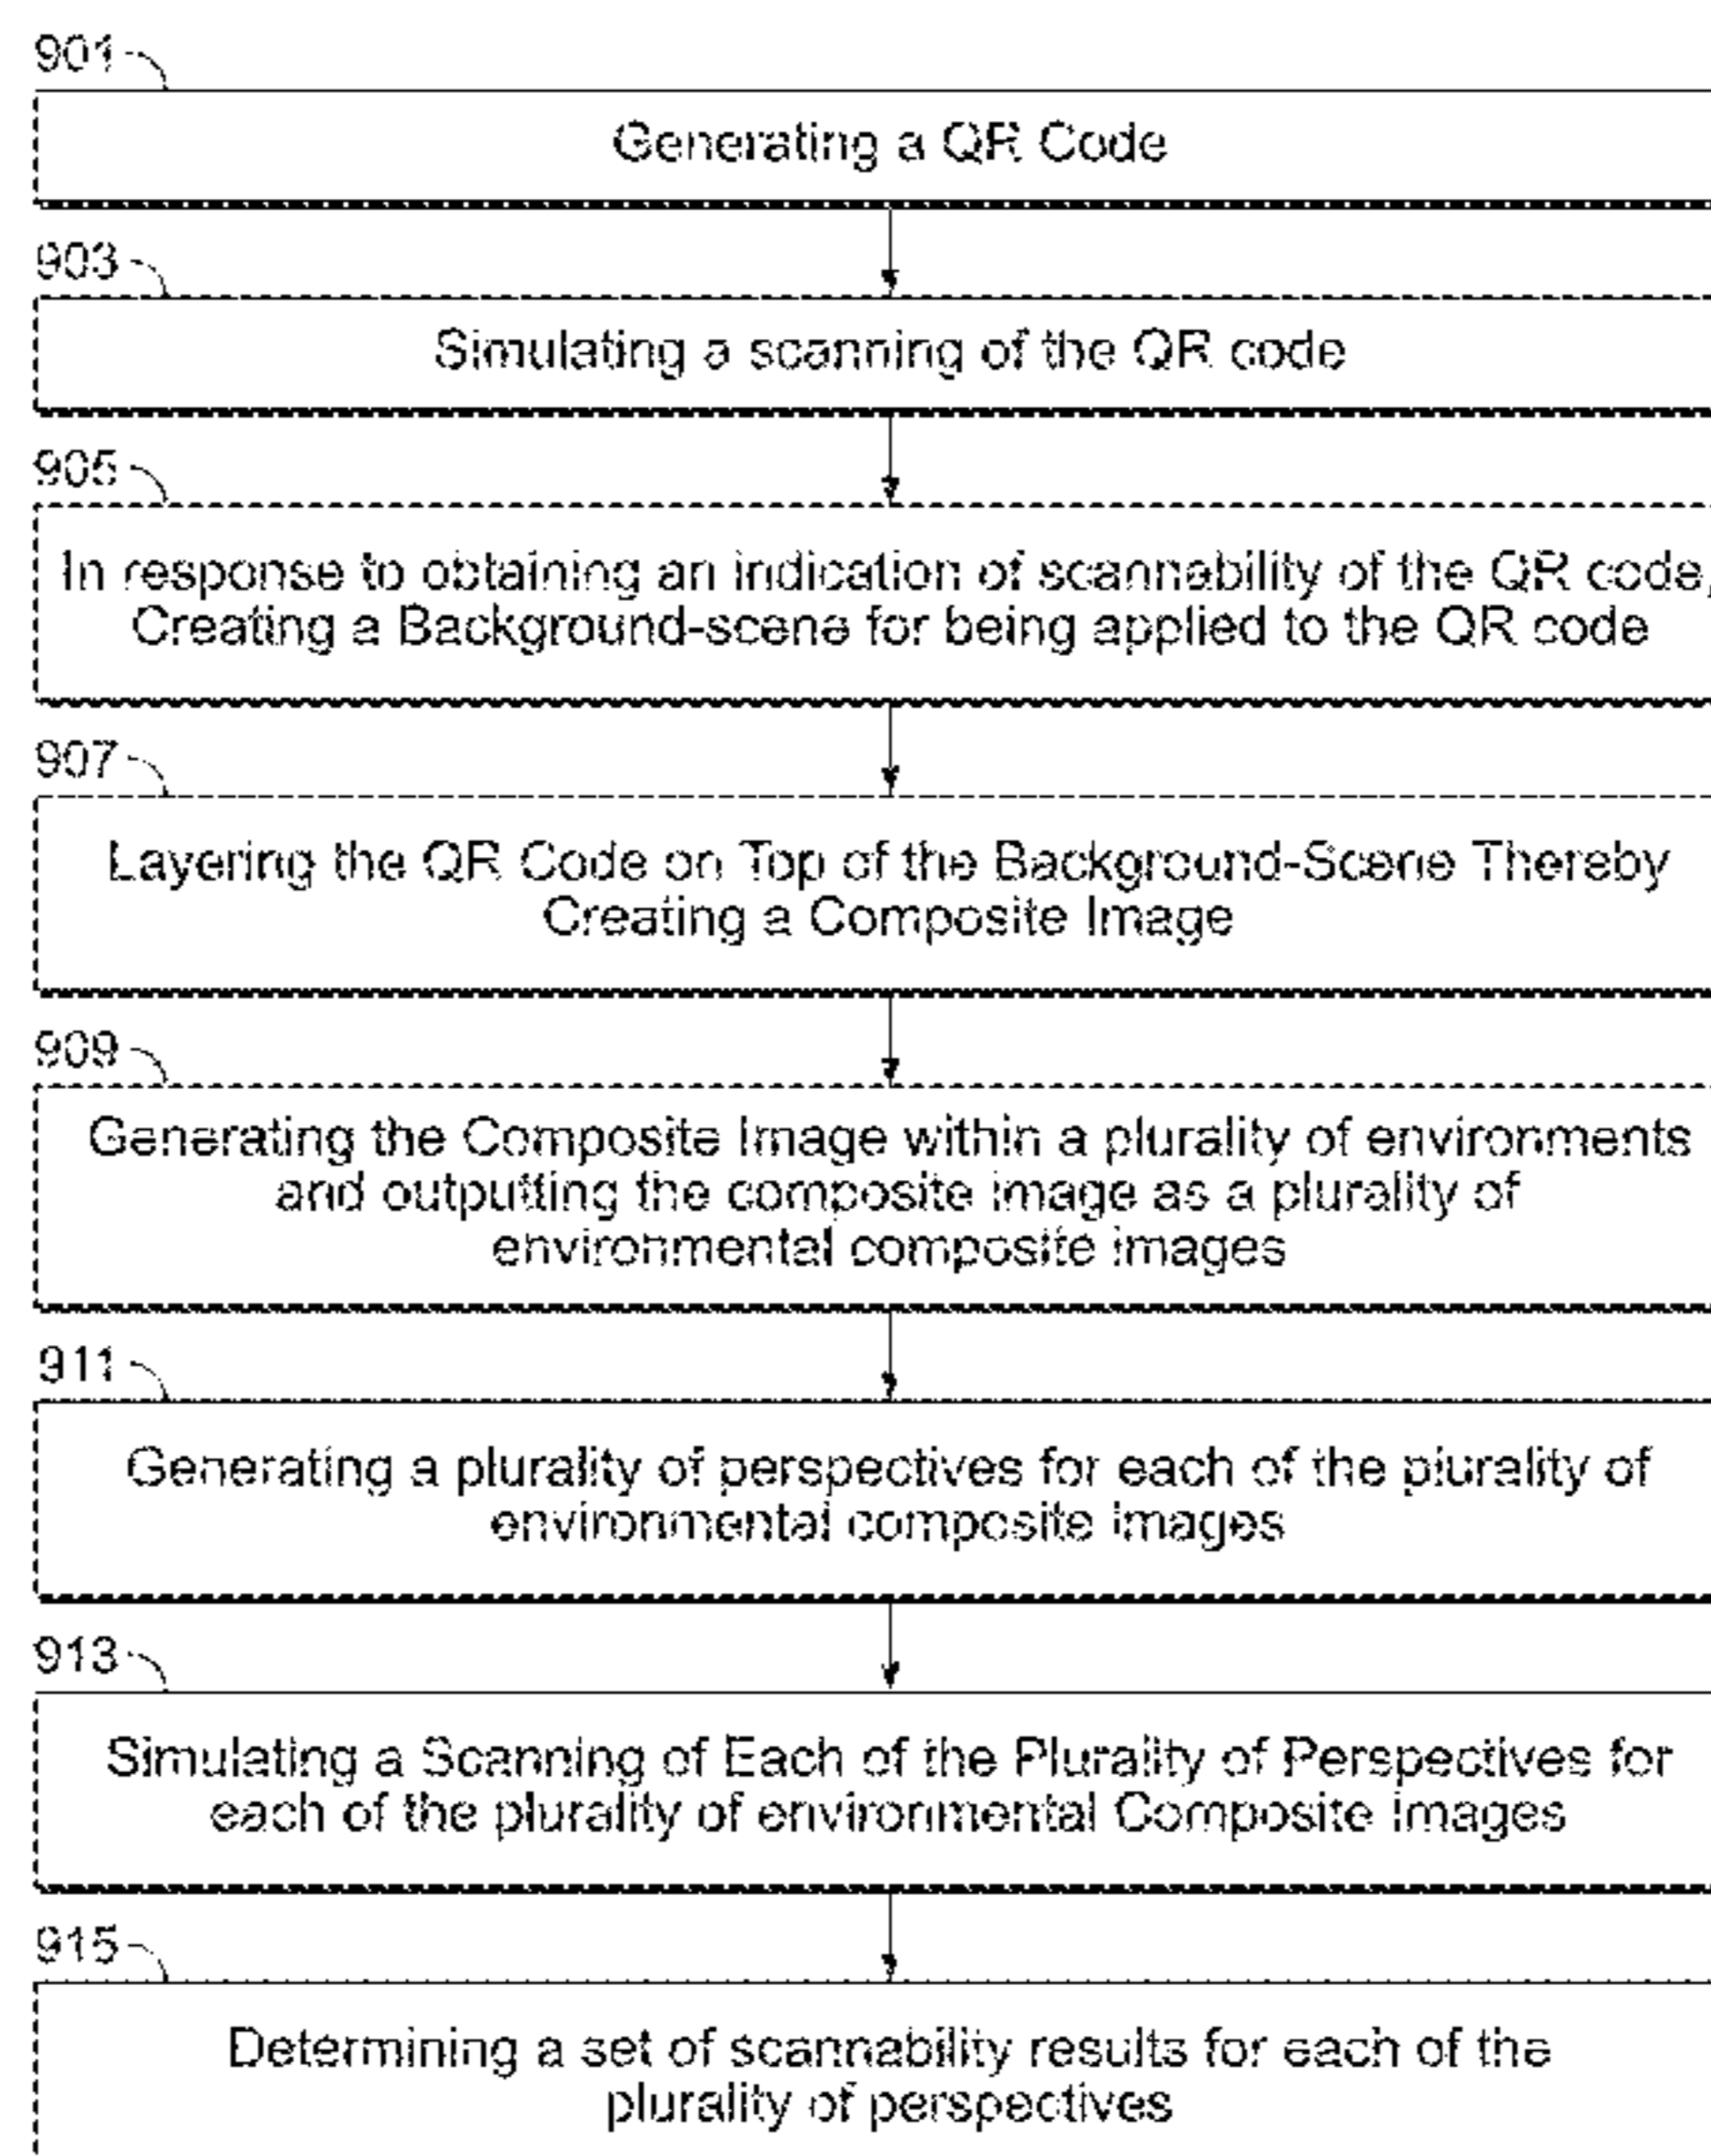 901
Generating a QR Code
903
Simulating a scanning of the QR code
905
In response to obtaining an indication of scannability of the QR code,
Creating a Background-scene for being applied to the QR code
907
Layering the QR Code on Top of the Background-Scene Thereby
Creating a Composite Image
909
Generating the Composite Image within a plurality of environments
and outputting the composite image as a plurality of
environmental composite images
911
Generating a plurality of perspectives for each of the plurality of
environmental composite images
913
Simulating a Scanning of Each of the Plurality of Perspectives for
each of the plurality of environmental Composite Images
915
Determining a set of scannability results for each of the
plurality of perspectives